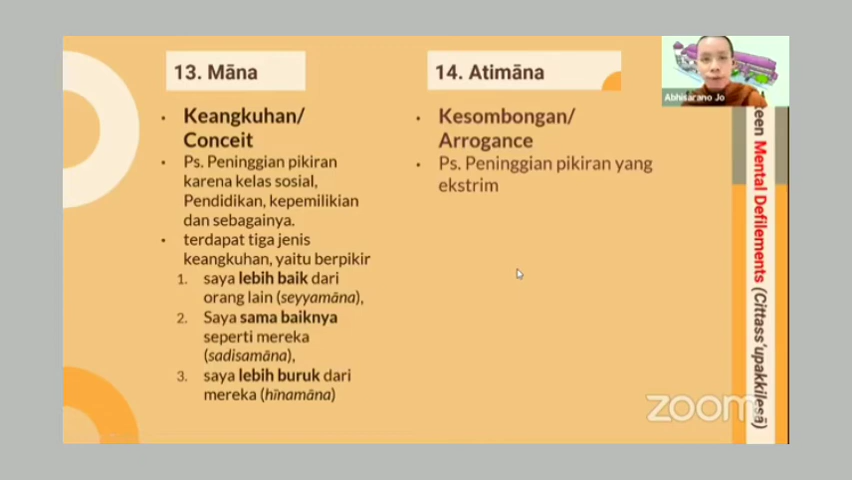 13. Māna
Keangkuhan/
Conceit
Ps. Peninggian pikiran
karena kelas sosial,
Pendidikan, kepemilikian
dan sebagainya.
terdapat tiga jenis
keangkuhan, yaitu berpikir
1. saya lebih baik dari
orang lain (seyyamāna),
2. Saya sama baiknya
seperti mereka
(sadisamāna),
3. saya lebih buruk dari
mereka (hīnamāna)
14. Atimāna
Kesombongan/
Arrogance
Ps. Peninggian pikiran yang
ekstrim
Abhisarano Jo
Mental Defilements (Cittass'upakkilesā)
zoom